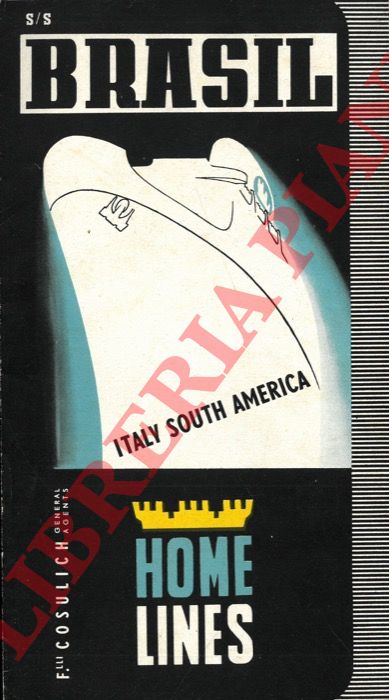 S/S
BRASIL
ITALY SOUTH AMERICA
F.LLI COSULICH GENERAL AGENTS
HOME
LINES
LIBRERIA PIANI